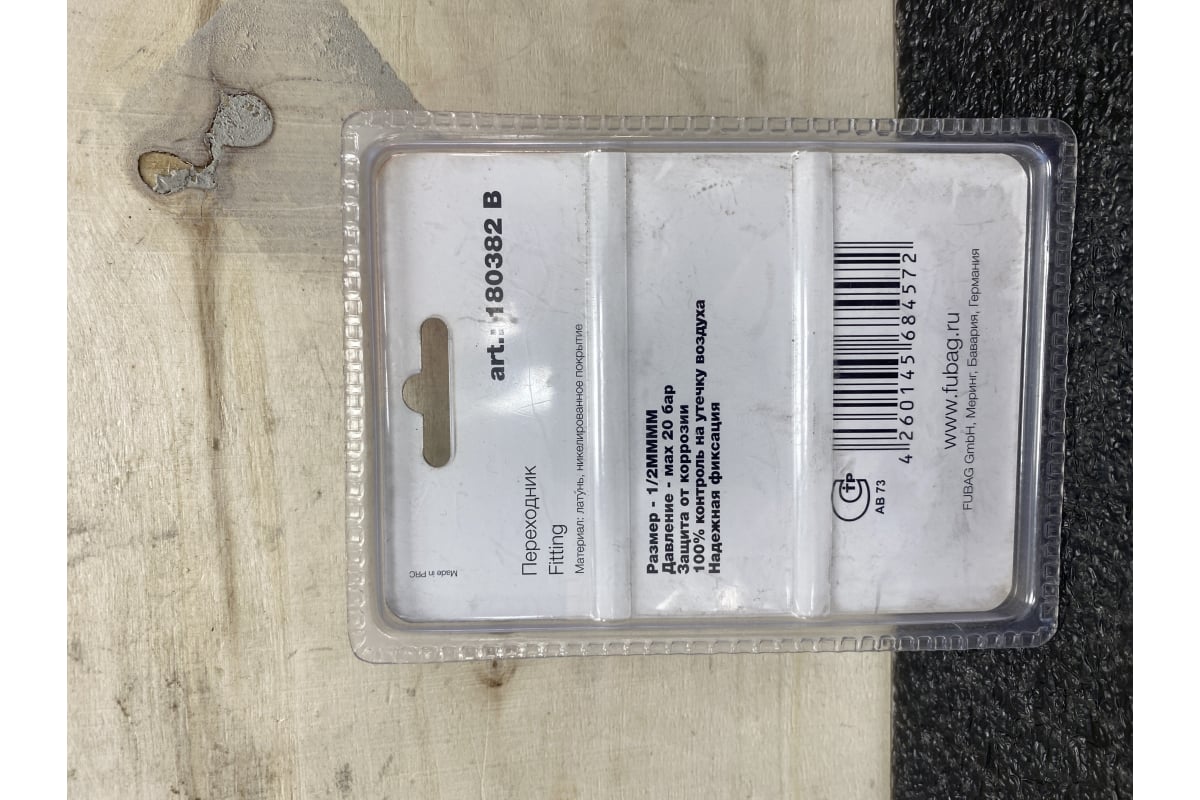 Made in PRC
art.: 180382 B
Переходник
Fitting
Материал: латунь, никелированное покрытие
Размер - 1/2ММММ
Давление - мах 20 бар
Защита от коррозии
100% контроль на утечку воздуха
Надежная фиксация
АВ 73
4 260145 684572
www.fubag.ru
FUBAG GmbH, Меринг, Бавария, Германия